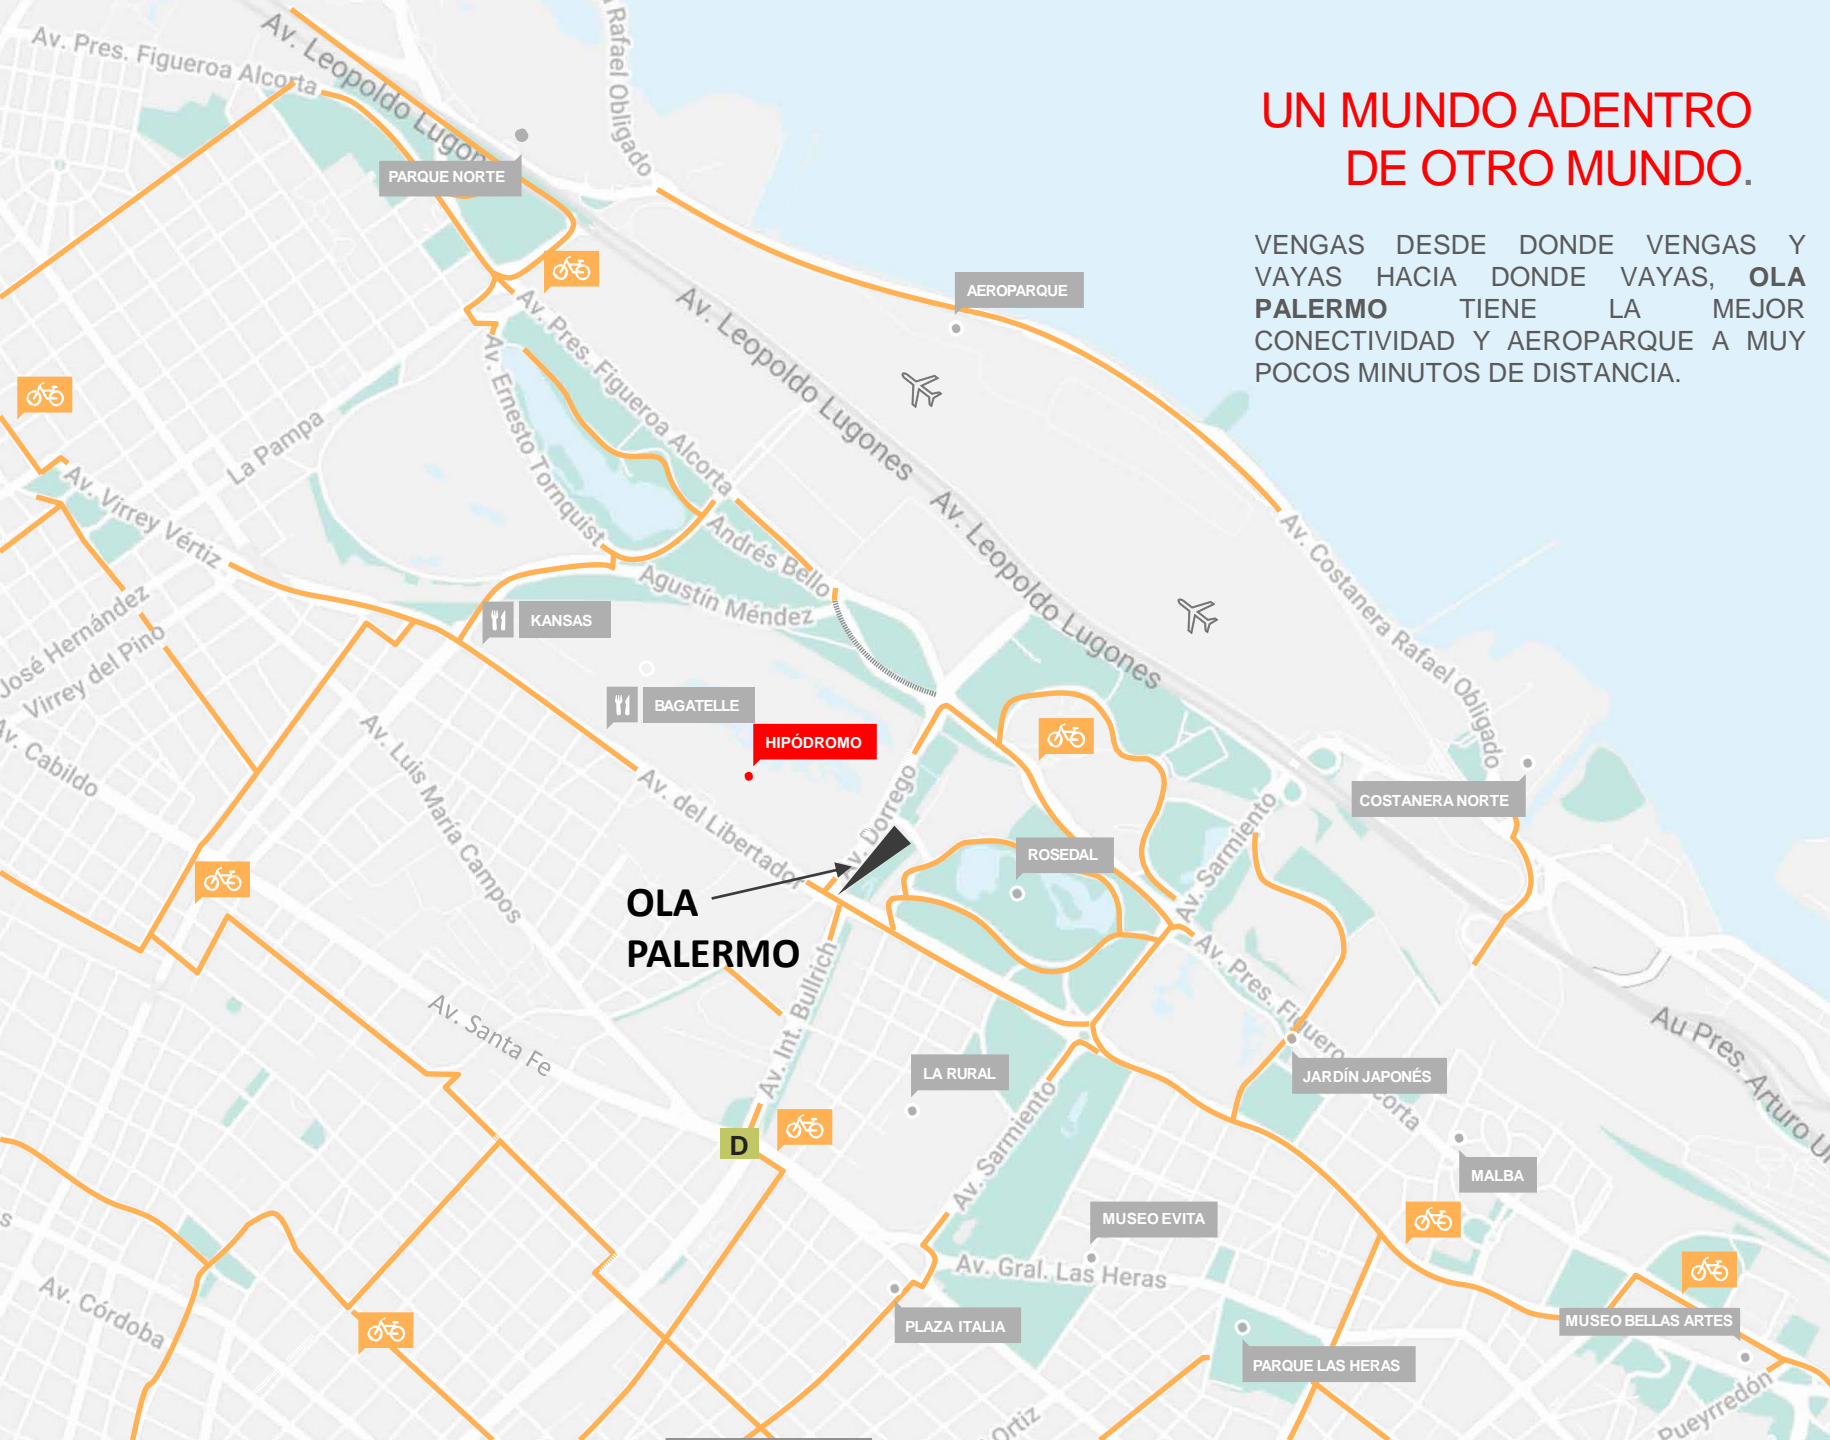 UN MUNDO ADENTRO
DE OTRO MUNDO.
VENGAS DESDE DONDE VENGAS Y
VAYAS HACIA DONDE VAYAS, OLA
PALERMO TIENE LA MEJOR
CONECTIVIDAD Y AEROPARQUE A MUY
POCOS MINUTOS DE DISTANCIA.
Av. Pres. Figueroa Alcorta
Av. Leopoldo Lugon
Rafael Obligado
PARQUE NORTE
AEROPARQUE
Av. Leopoldo Lugones
Av. Pres. Figueroa Alcorta
Av. Ernesto Tornquist
La Pampa
Av. Virrey Vértiz
Andrés Bello
Agustín Méndez
Av. Leopoldo Lugones
Av. Costanera Rafael Obligado
José Hernández
Virrey del Pino
Av. Cabildo
KANSAS
BAGATELLE
HIPÓDROMO
Av. Luis María Campos
Av. del Libertador
Av. Dorrego
COSTANERA NORTE
ROSEDAL
Av. Sarmiento
OLA
PALERMO
Av. Int. Bullrich
Av. Santa Fe
Av. Pres. Figuero
corta
LA RURAL
JARDÍN JAPONÉS
Au Pres. Arturo U
D
Av. Sarmiento
MALBA
MUSEO EVITA
Av. Gral. Las Heras
Av. Córdoba
PLAZA ITALIA
MUSEO BELLAS ARTES
PARQUE LAS HERAS
Ortiz
Pueyrredón